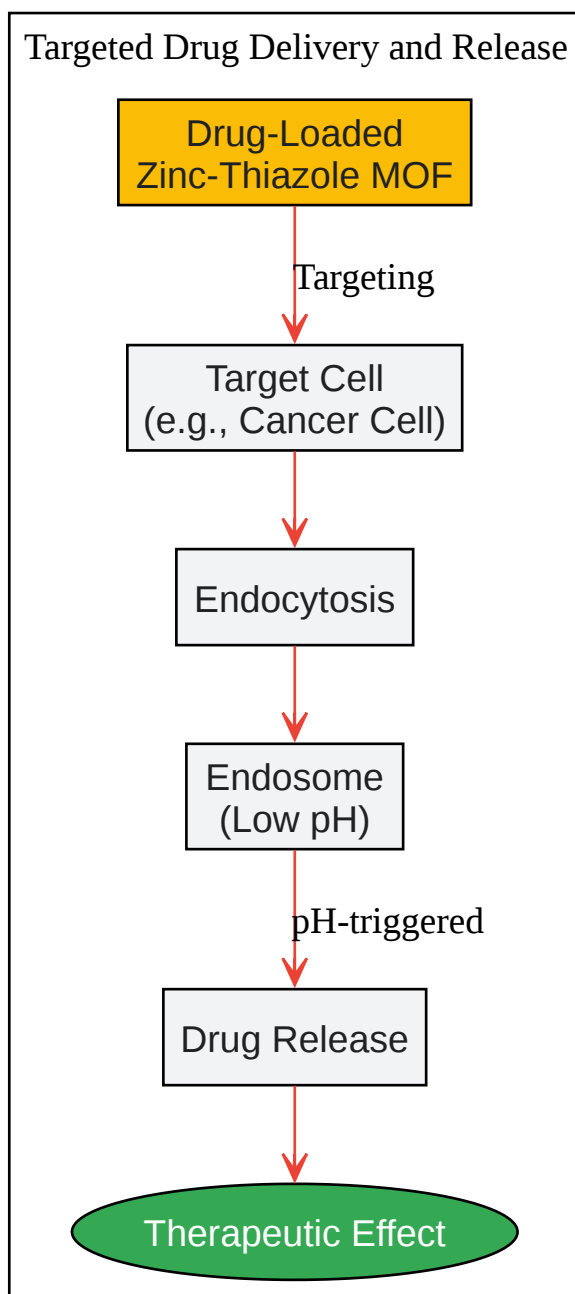 Targeted Drug Delivery and Release
Drug-Loaded
Zinc-Thiazole MOF
Targeting
Target Cell
(e.g., Cancer Cell)
Endocytosis
Endosome
(Low pH)
pH-triggered
Drug Release
Therapeutic Effect